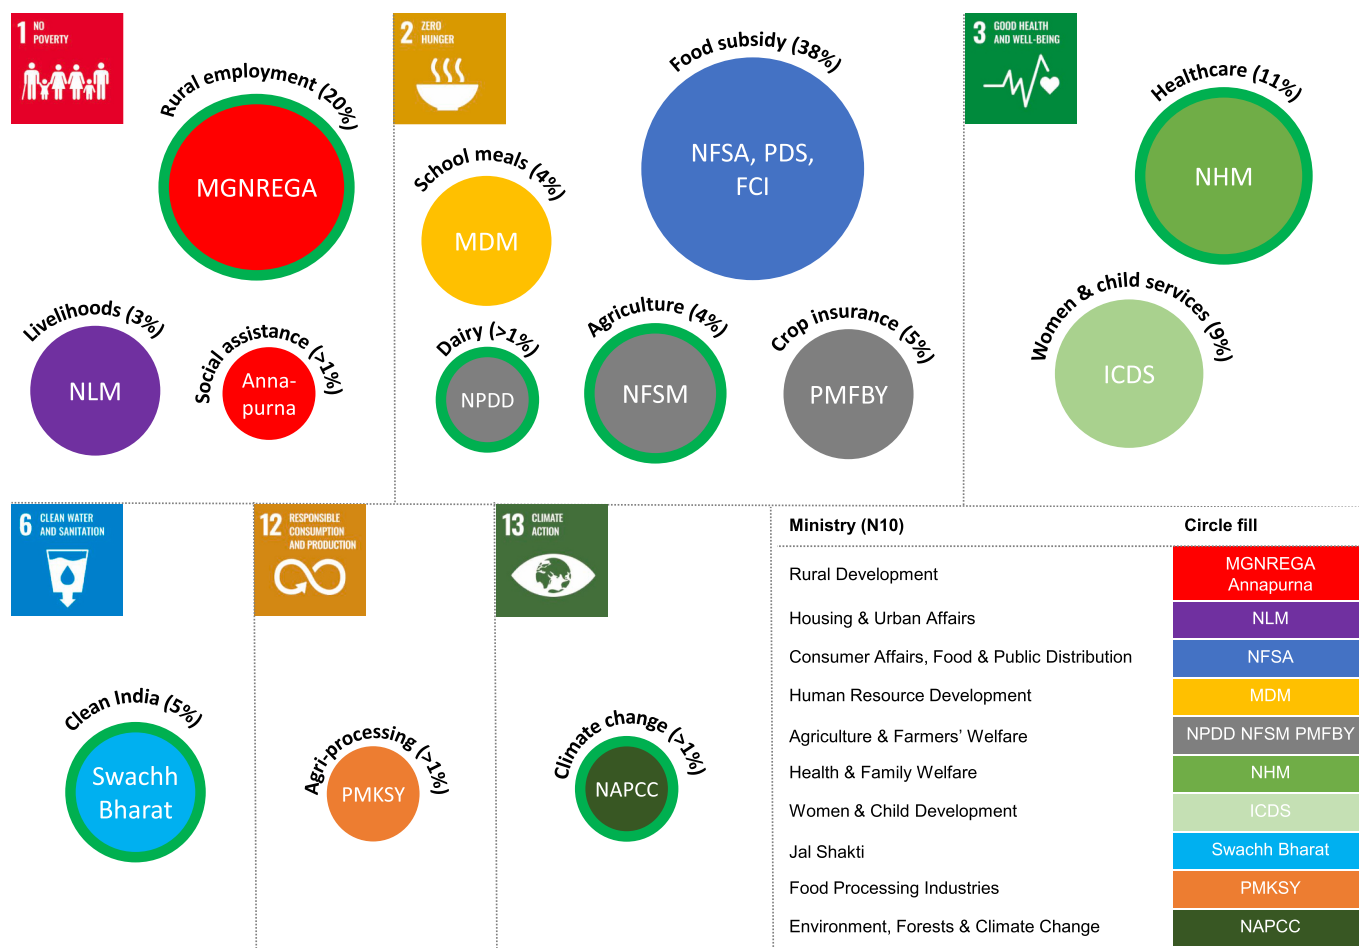 1 NO
POVERTY
Rural employment (20%)
MGNREGA
Livelihoods (3%)
NLM
Social assistance (>1%)
Anna-
purna
2 ZERO
HUNGER
Food subsidy (38%)
NFSA, PDS,
FCI
School meals (4%)
MDM
Dairy (>1%)
NPDD
Agriculture (4%)
NFSM
Crop insurance (5%)
PMFBY
3 GOOD HEALTH
AND WELL-BEING
Healthcare (11%)
NHM
Women & child services (9%)
ICDS
6 CLEAN WATER
AND SANITATION
Clean India (5%)
Swachh
Bharat
12 RESPONSIBLE
CONSUMPTION
AND PRODUCTION
Agri-processing (>1%)
PMKSY
13 CLIMATE
ACTION
Climate change (>1%)
NAPCC
Ministry (N10) Circle fill
Rural Development MGNREGA
Annapurna
Housing & Urban Affairs NLM
Consumer Affairs, Food & Public Distribution NFSA
Human Resource Development MDM
Agriculture & Farmers' Welfare NPDD NFSM PMFBY
Health & Family Welfare NHM
Women & Child Development ICDS
Jal Shakti Swachh Bharat
Food Processing Industries PMKSY
Environment, Forests & Climate Change NAPCC